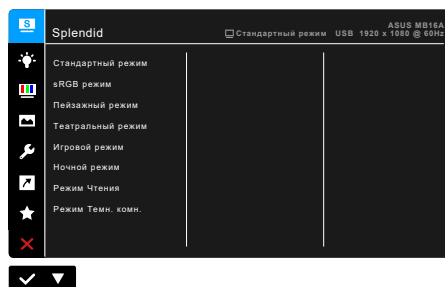 S
Splendid
ASUS MB16A
Стандартный режим USB 1920 x 1080 @ 60Hz
Стандартный режим
sRGB режим
Пейзажный режим
Театральный режим
Игровой режим
Ночной режим
Режим Чтения
Режим Темн. комн.